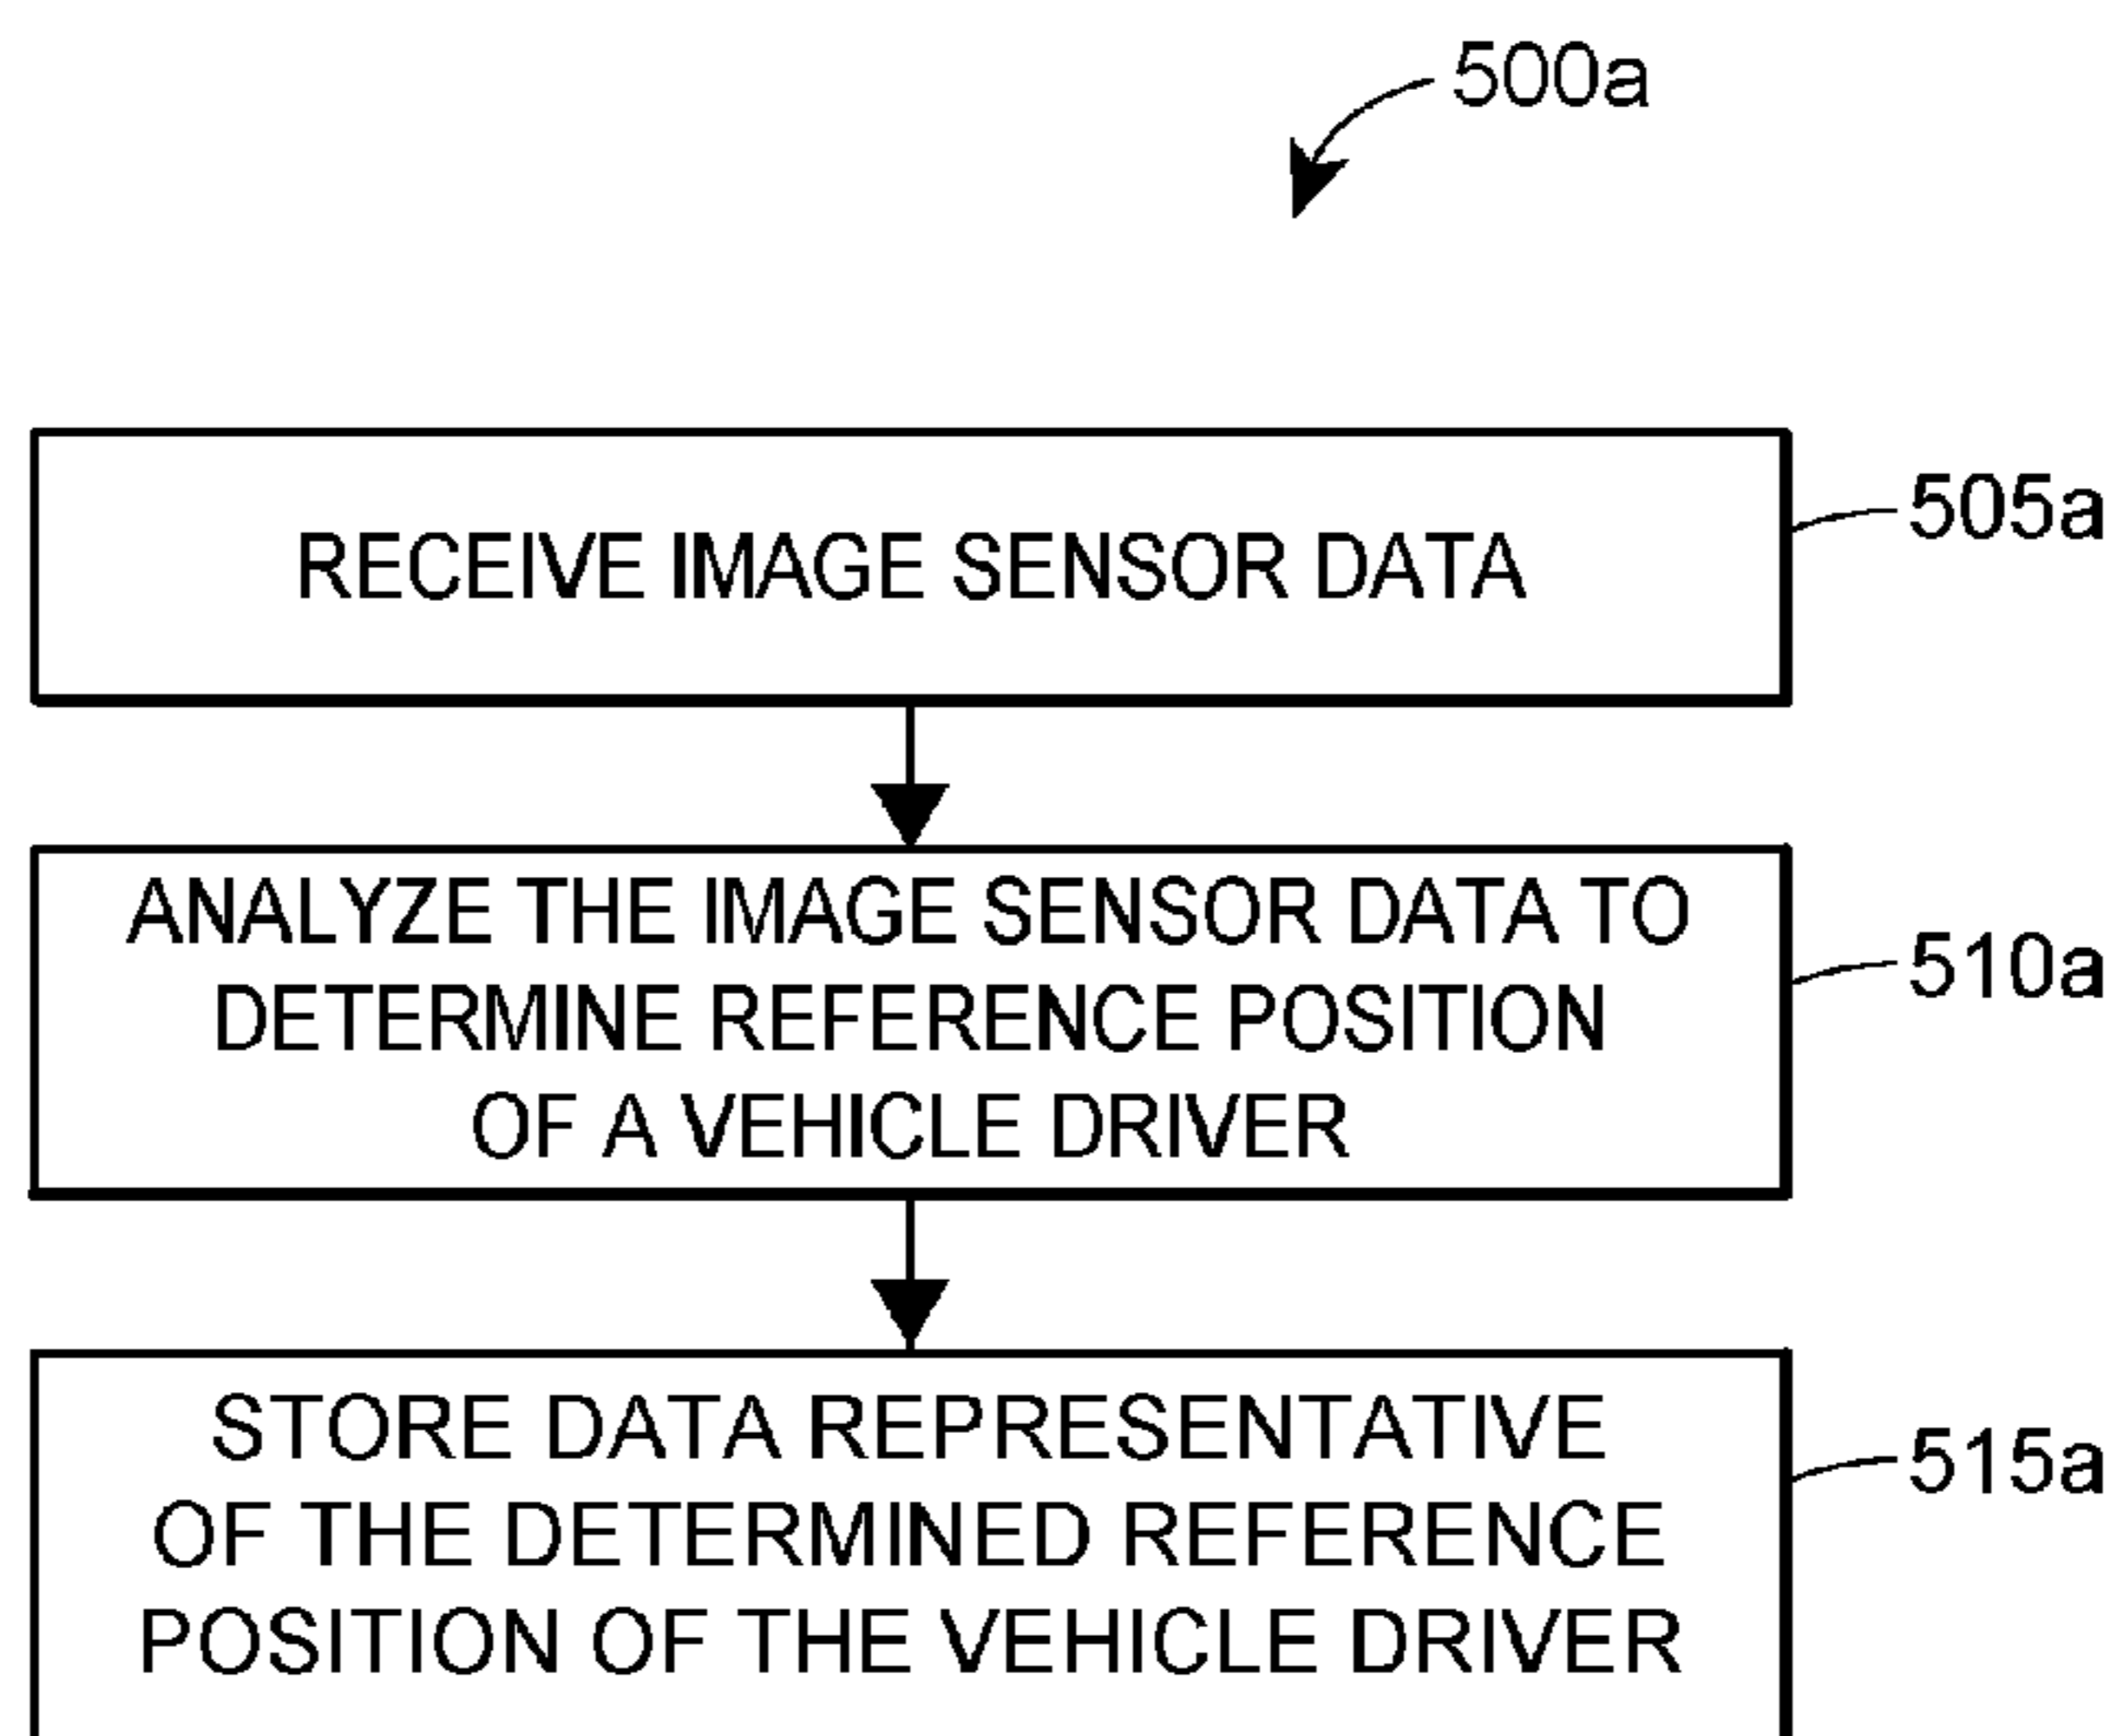 500a
RECEIVE IMAGE SENSOR DATA
505a
ANALYZE THE IMAGE SENSOR DATA TO
DETERMINE REFERENCE POSITION
OF A VEHICLE DRIVER
510a
STORE DATA REPRESENTATIVE
OF THE DETERMINED REFERENCE
POSITION OF THE VEHICLE DRIVER
515a